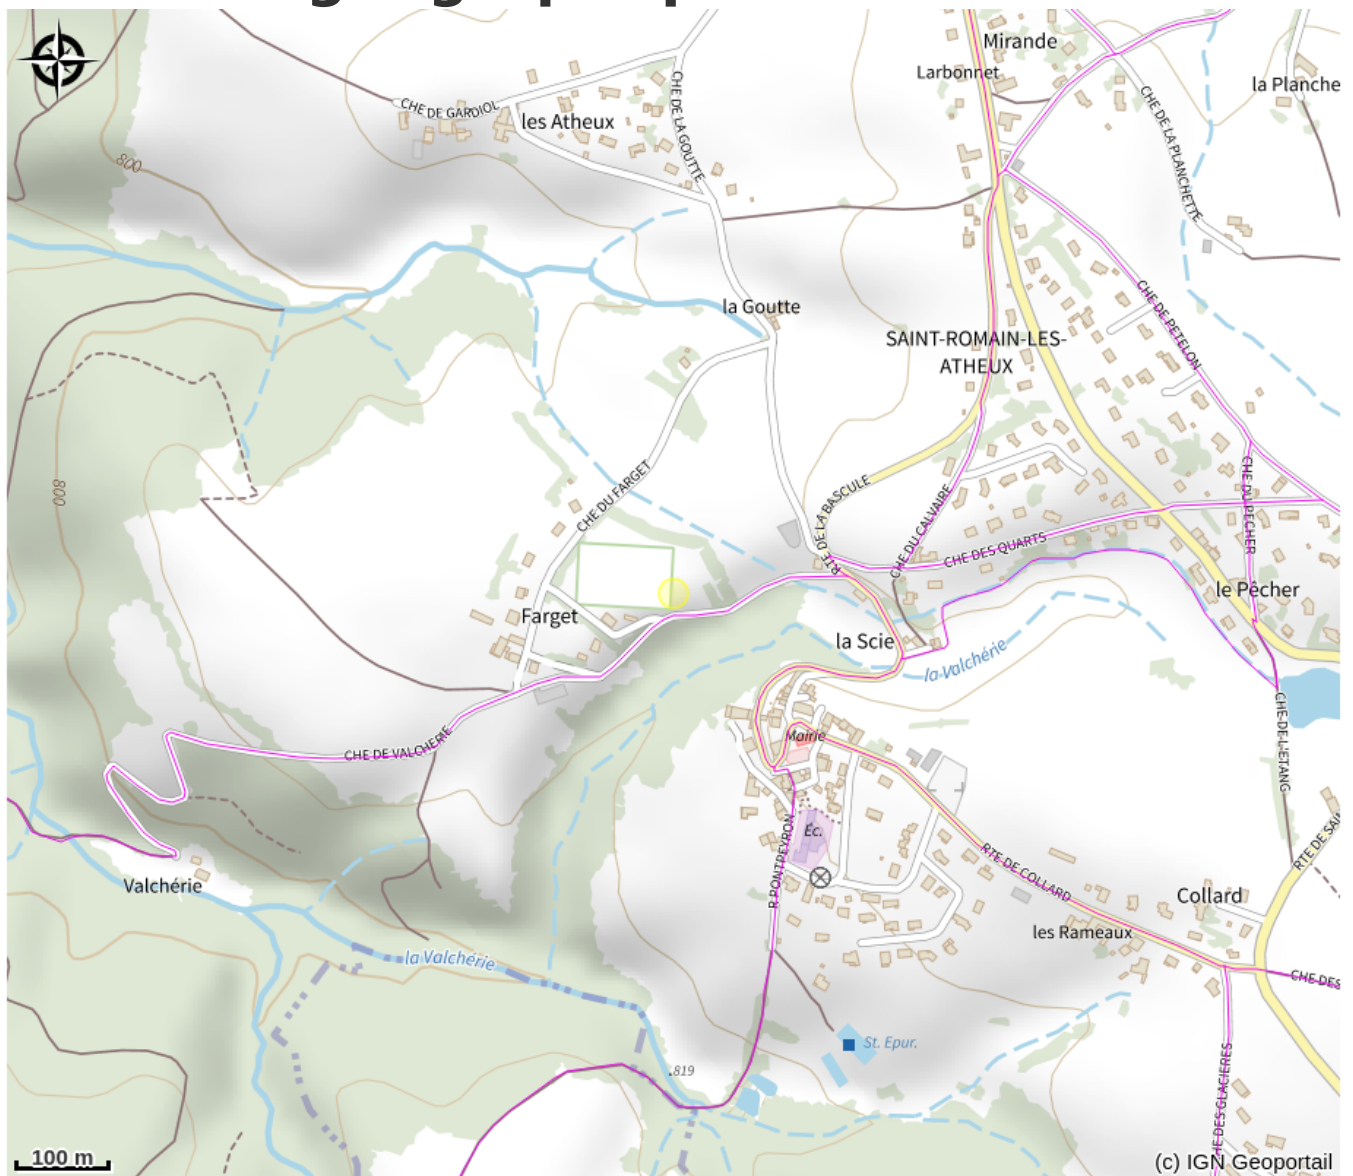 Mirande
Larbonnet
la Planche
CHE DE GARDIOL
les Atheux
CHE DE LA GOUTTE
CHE DE LA PLANCHETTE
800
la Goutte
CHE DE PETELON
SAINT-ROMAIN-LES-
ATHEUX
800
CHE DU FARGET
RTE DE LA BASCULE
CHE DU CALVAIRE
CHE DES QUARTS
CHE DU PECHER
le Pêcher
Farget
la Scie
la Valchérie
CHE DE VALCHERIE
Mairie
CHE DE L'ETANG
Éc.
R PONTPEYRON
RTE DE COLLARD
RTE DE SAI
Valchérie
Collard
les Rameaux
la Valchérie
CHE DES
St. Epur.
819
E DES GLACIERES
100 m
(c) IGN Geoportail